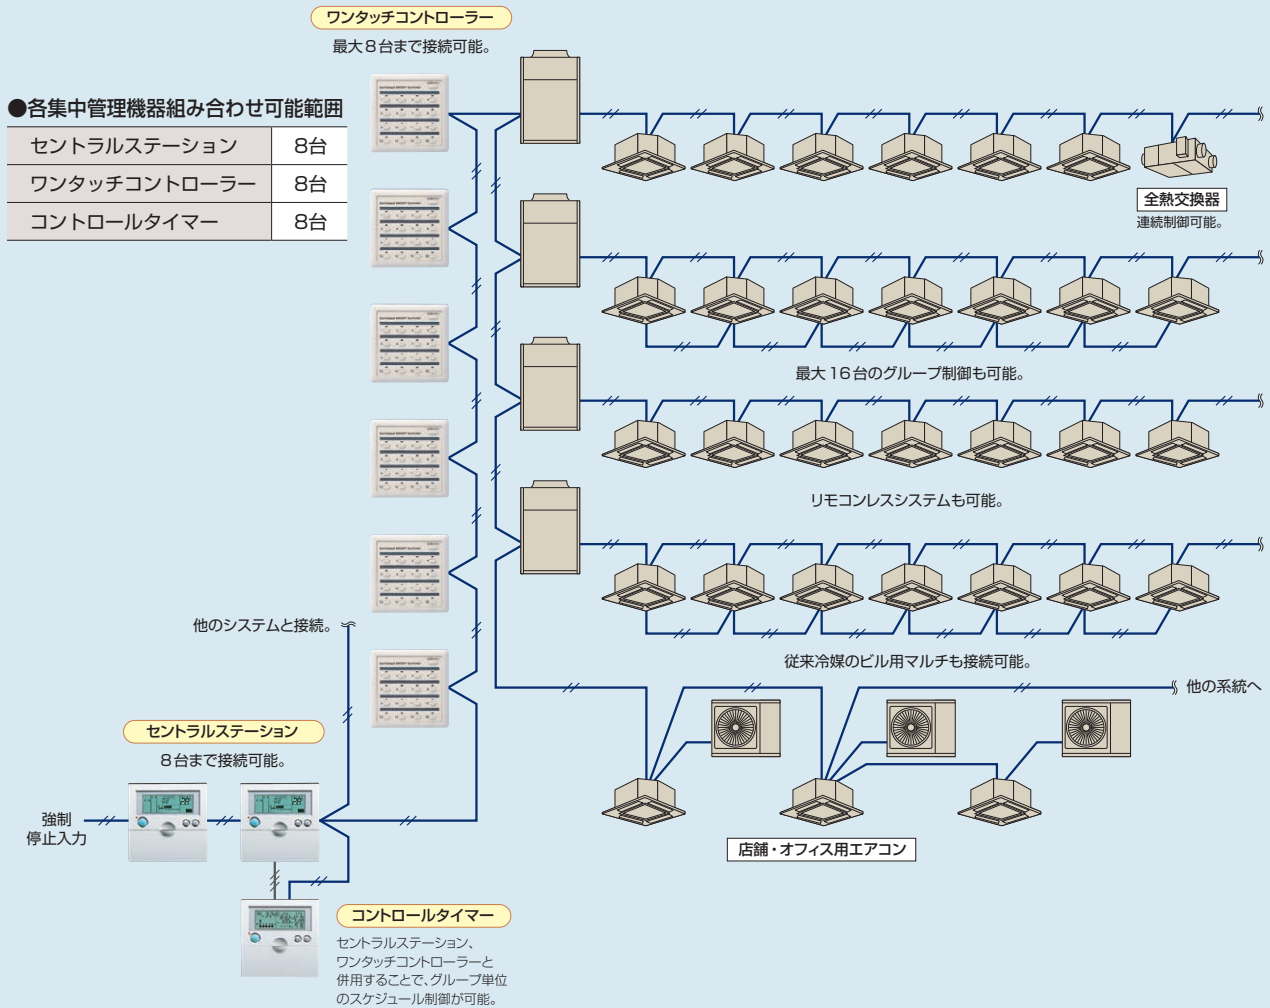 ワンタッチコントローラー
最大8台まで接続可能。
●各集中管理機器組み合わせ可能範囲
セントラルステーション 8台
ワンタッチコントローラー 8台
コントロールタイマー 8台
全熱交換器
連続制御可能。
最大16台のグループ制御も可能。
リモコンレスシステムも可能。
従来冷媒のビル用マルチも接続可能。
他の系統へ
店舗・オフィス用エアコン
他のシステムと接続。
セントラルステーション
8台まで接続可能。
強制
停止入力
コントロールタイマー
セントラルステーション、
ワンタッチコントローラーと
併用することで、グループ単位
のスケジュール制御が可能。